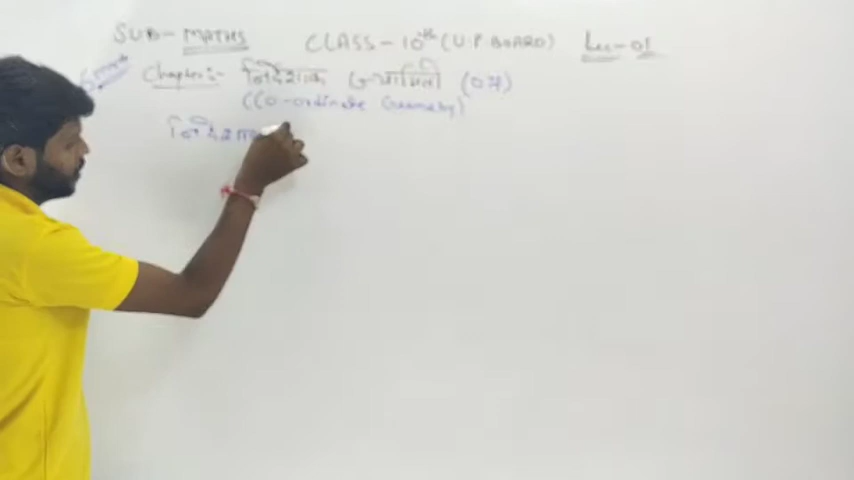 SUB- MATHS CLASS-10th (U.P.BOARD) Lec-01
Chapter:- निर्देशांक ज्यामिती (07)
(Co-ordinate Geometry)